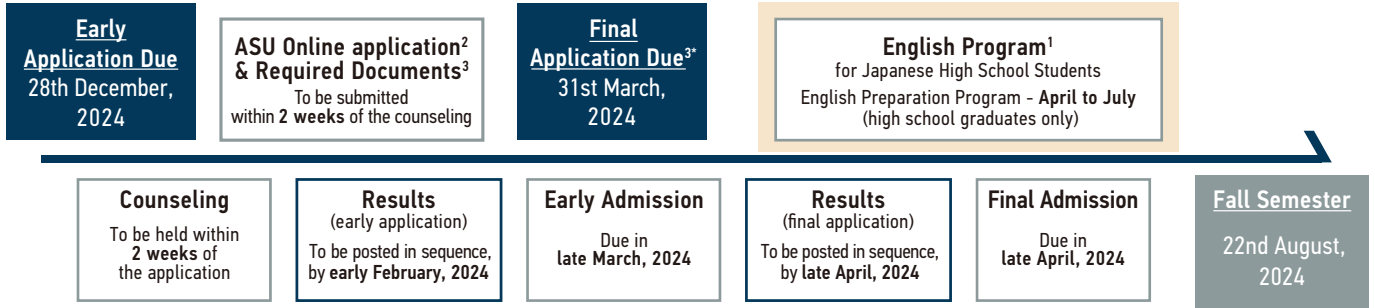 Early
Application Due
28th December,
2024
ASU Online application²
& Required Documents³
To be submitted
within 2 weeks of the counseling
Final
Application Due³*
31st March,
2024
English Program¹
for Japanese High School Students
English Preparation Program - April to July
(high school graduates only)
Counseling
To be held within
2 weeks of
the application
Results
(early application)
To be posted in sequence,
by early February, 2024
Early Admission
Due in
late March, 2024
Results
(final application)
To be posted in sequence,
by late April, 2024
Final Admission
Due in
late April, 2024
Fall Semester
22nd August,
2024